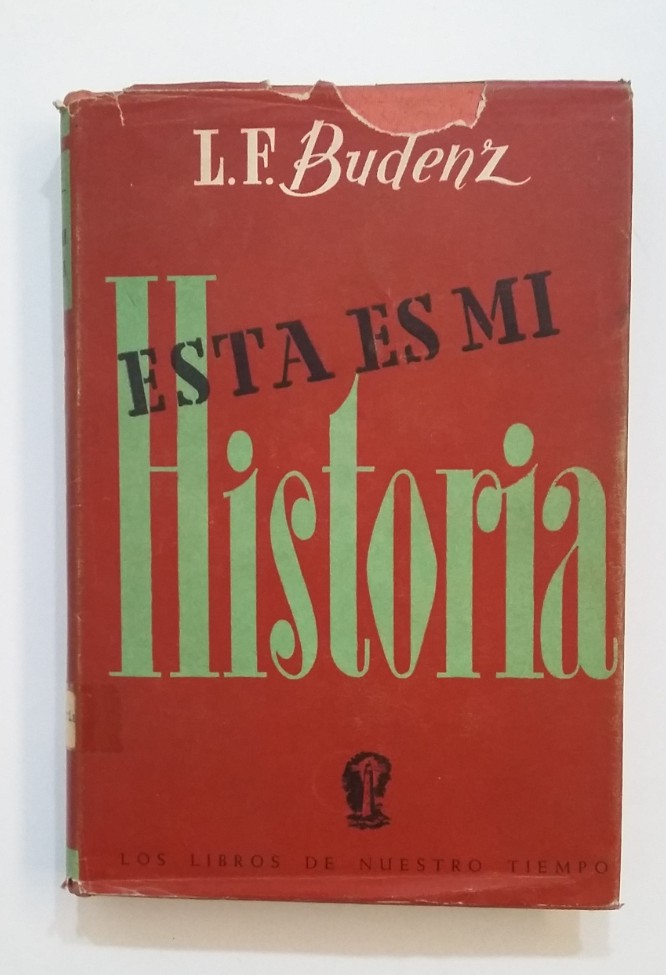 L.F. Budenz
ESTA ES MI
Historia
LOS LIBROS DE NUESTRO TIEMPO